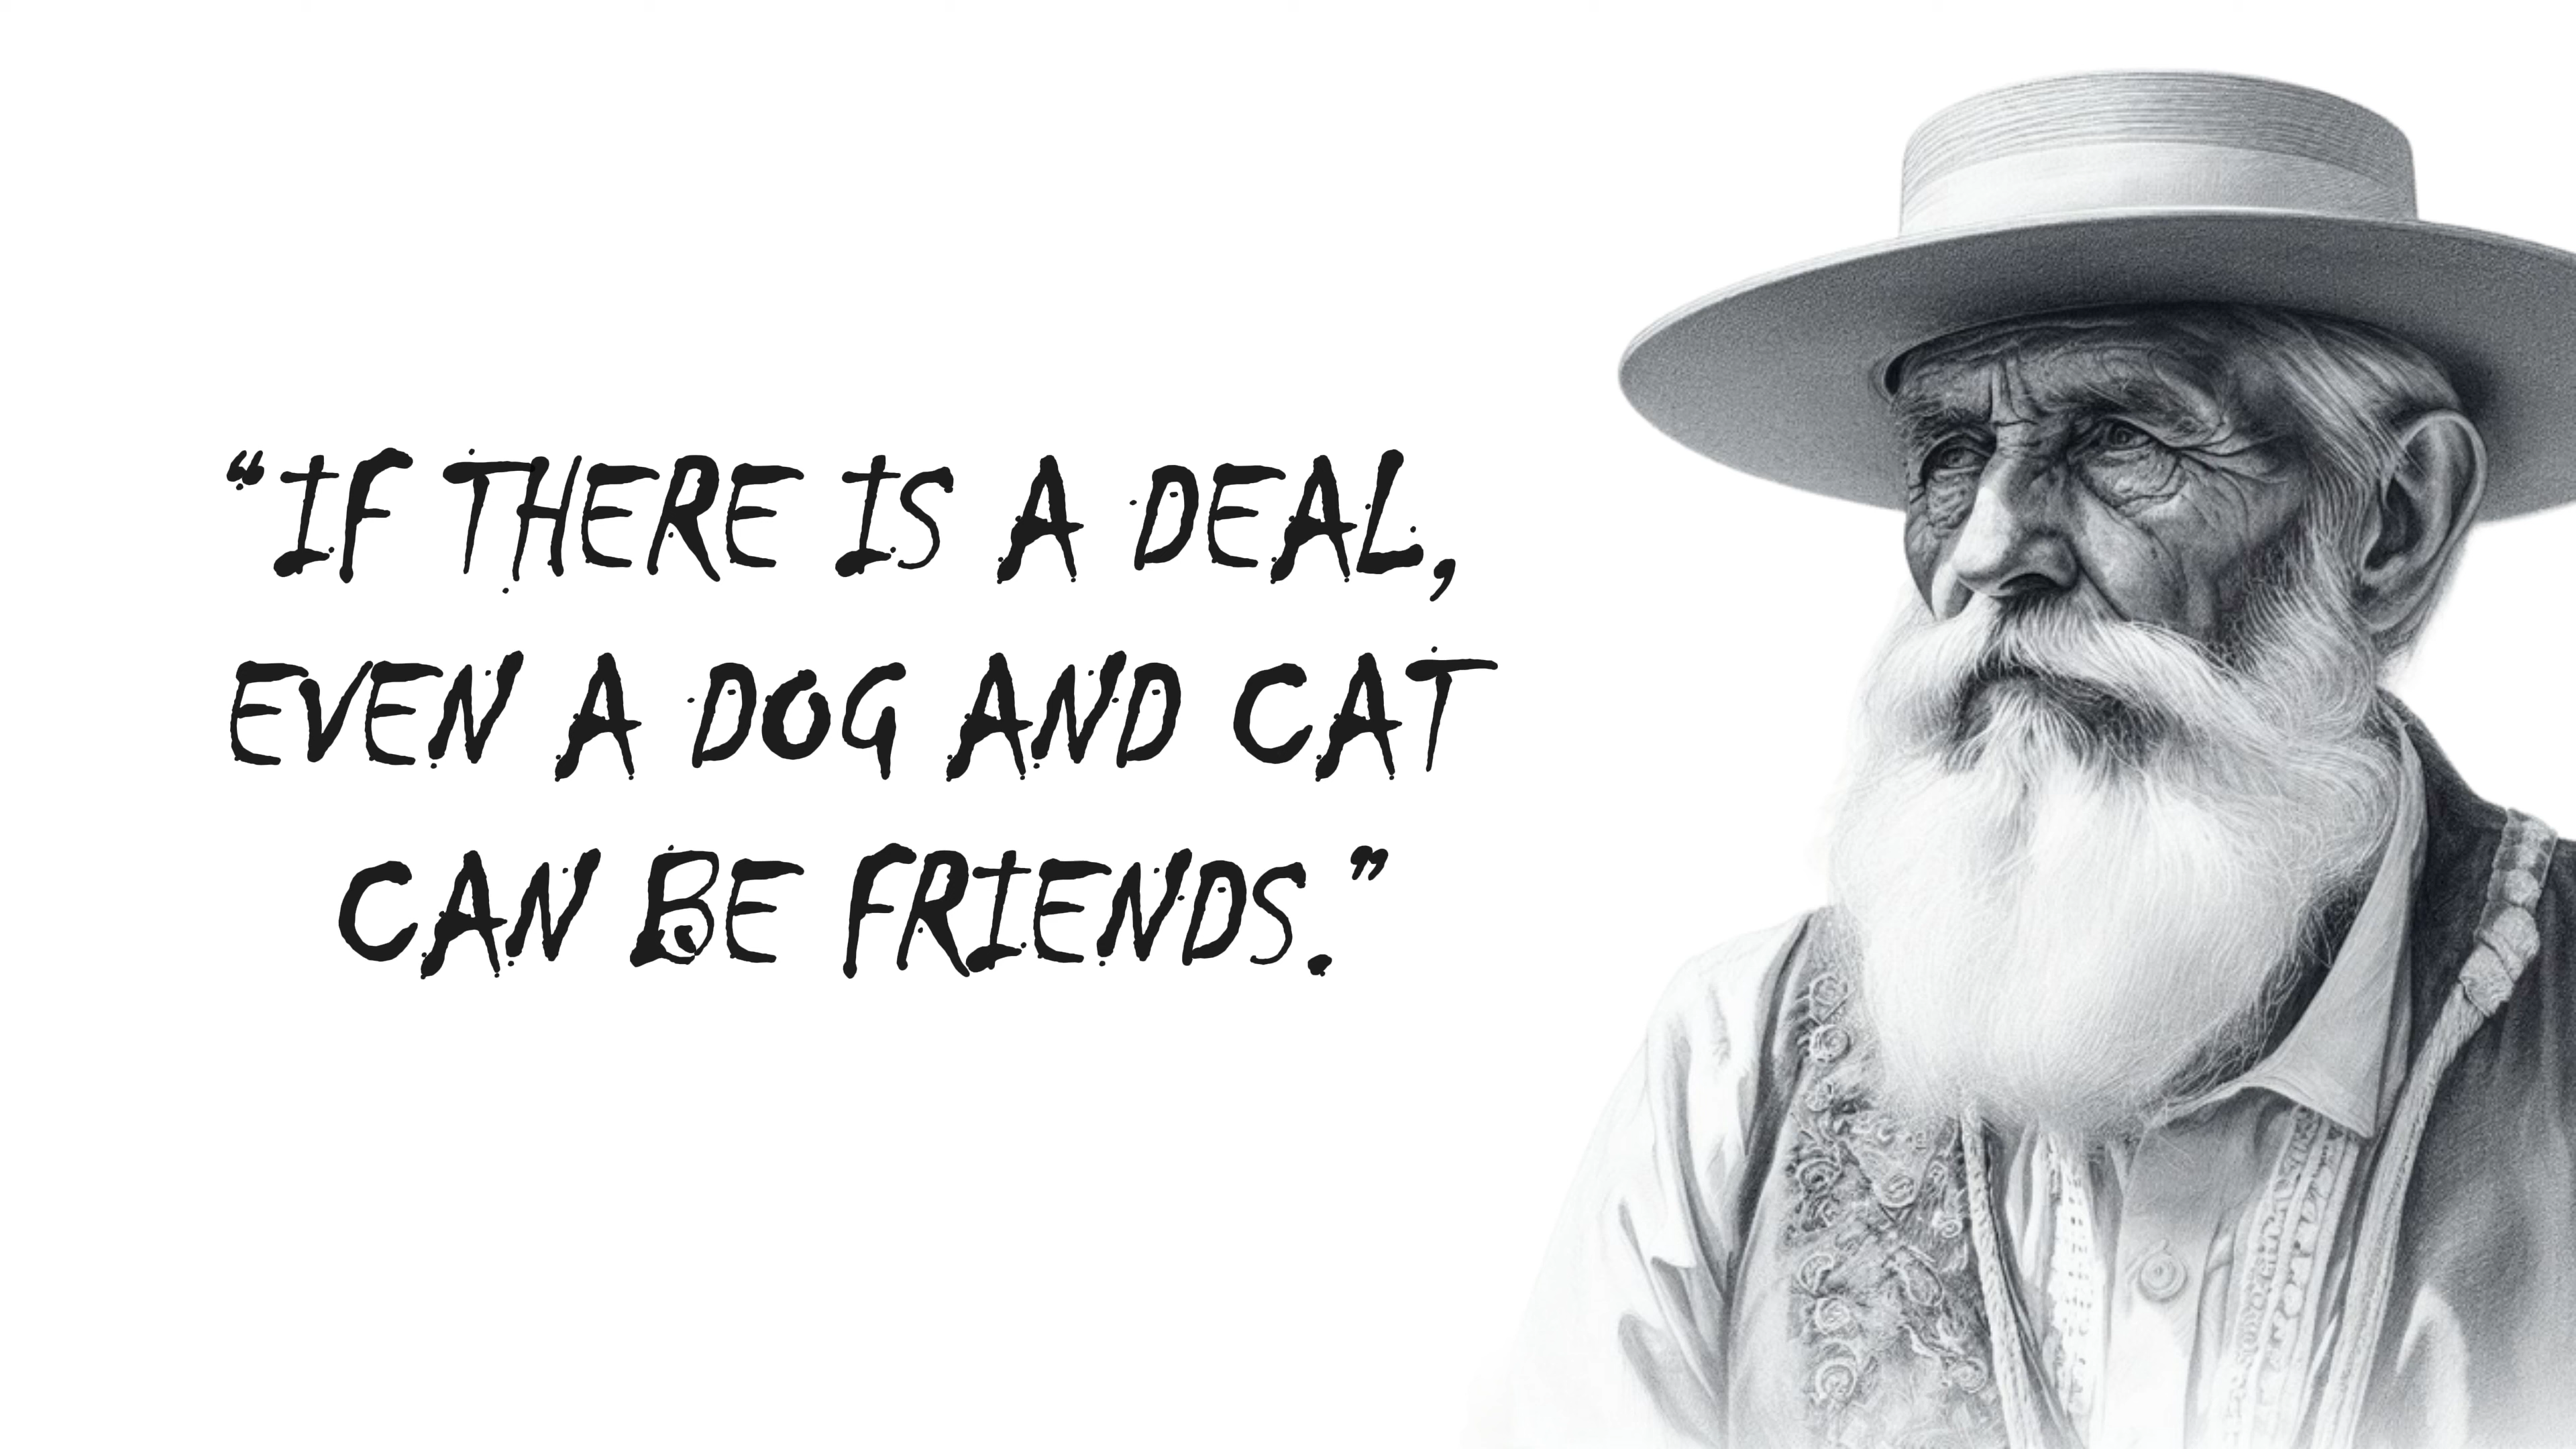 “IF THERE IS A DEAL,
EVEN A DOG AND CAT
CAN BE FRIENDS.”